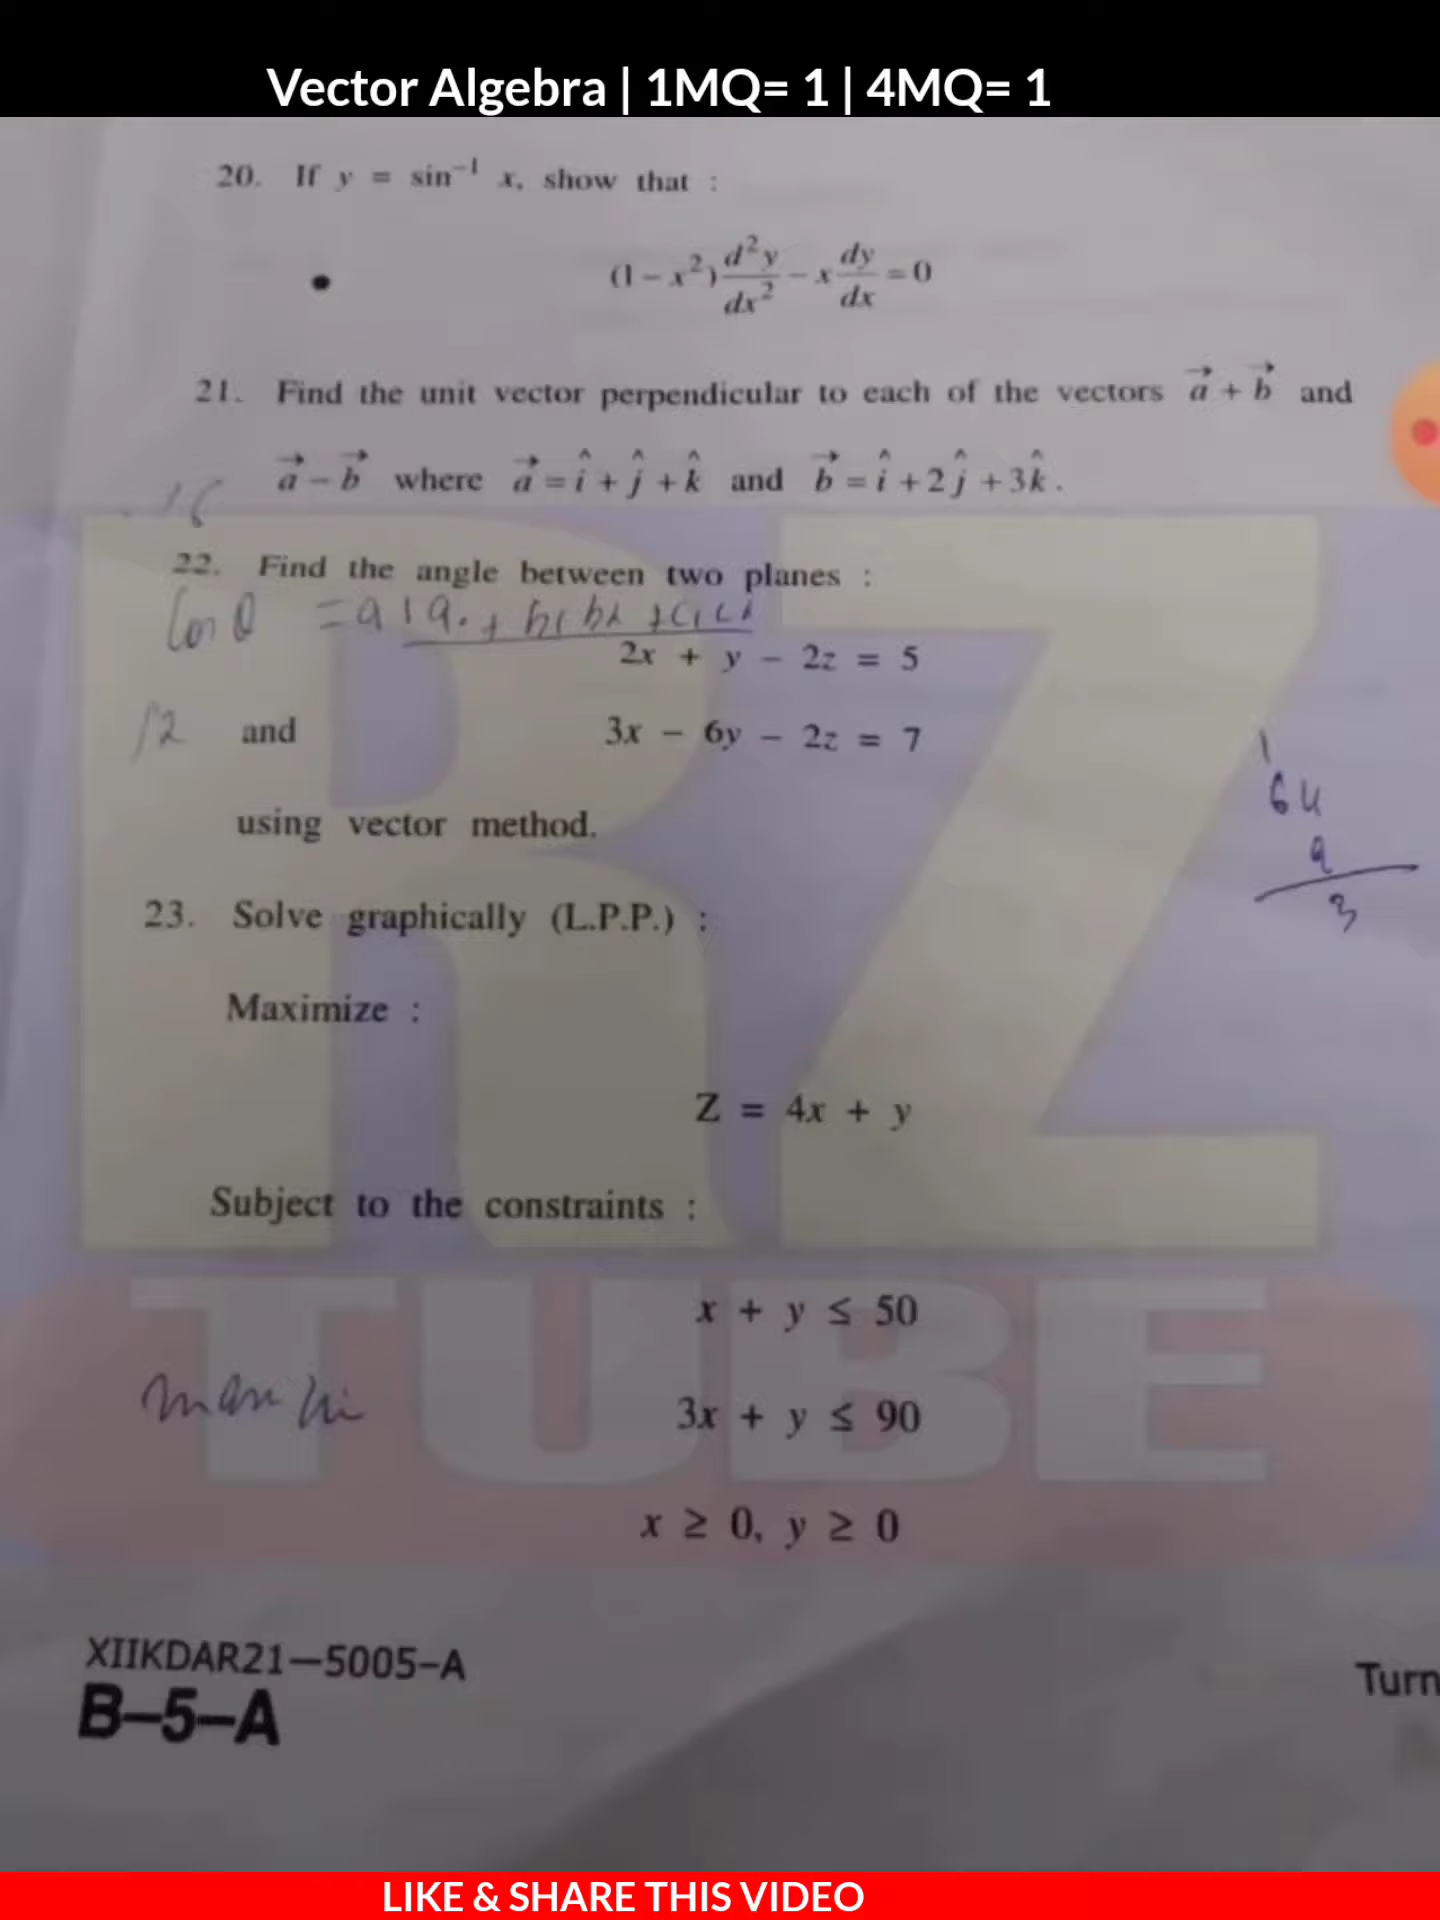 Vector Algebra | 1MQ= 1 | 4MQ= 1
20. If y = sin⁻¹ x, show that :
(1 – x²) d²y/dx² – x dy/dx = 0
21. Find the unit vector perpendicular to each of the vectors a⃗ + b⃗ and
a⃗ – b⃗ where a⃗ = î + ĵ + k̂ and b⃗ = î + 2ĵ + 3k̂ .
22. Find the angle between two planes :
2x + y – 2z = 5
12 and 3x – 6y – 2z = 7
64
using vector method.
9
3
23. Solve graphically (L.P.P.) :
Maximize :
Z = 4x + y
Subject to the constraints :
x + y ≤ 50
3x + y ≤ 90
x ≥ 0, y ≥ 0
RZ
TUBE
XIIKDAR21—5005–A
B–5–A
Turn
LIKE & SHARE THIS VIDEO